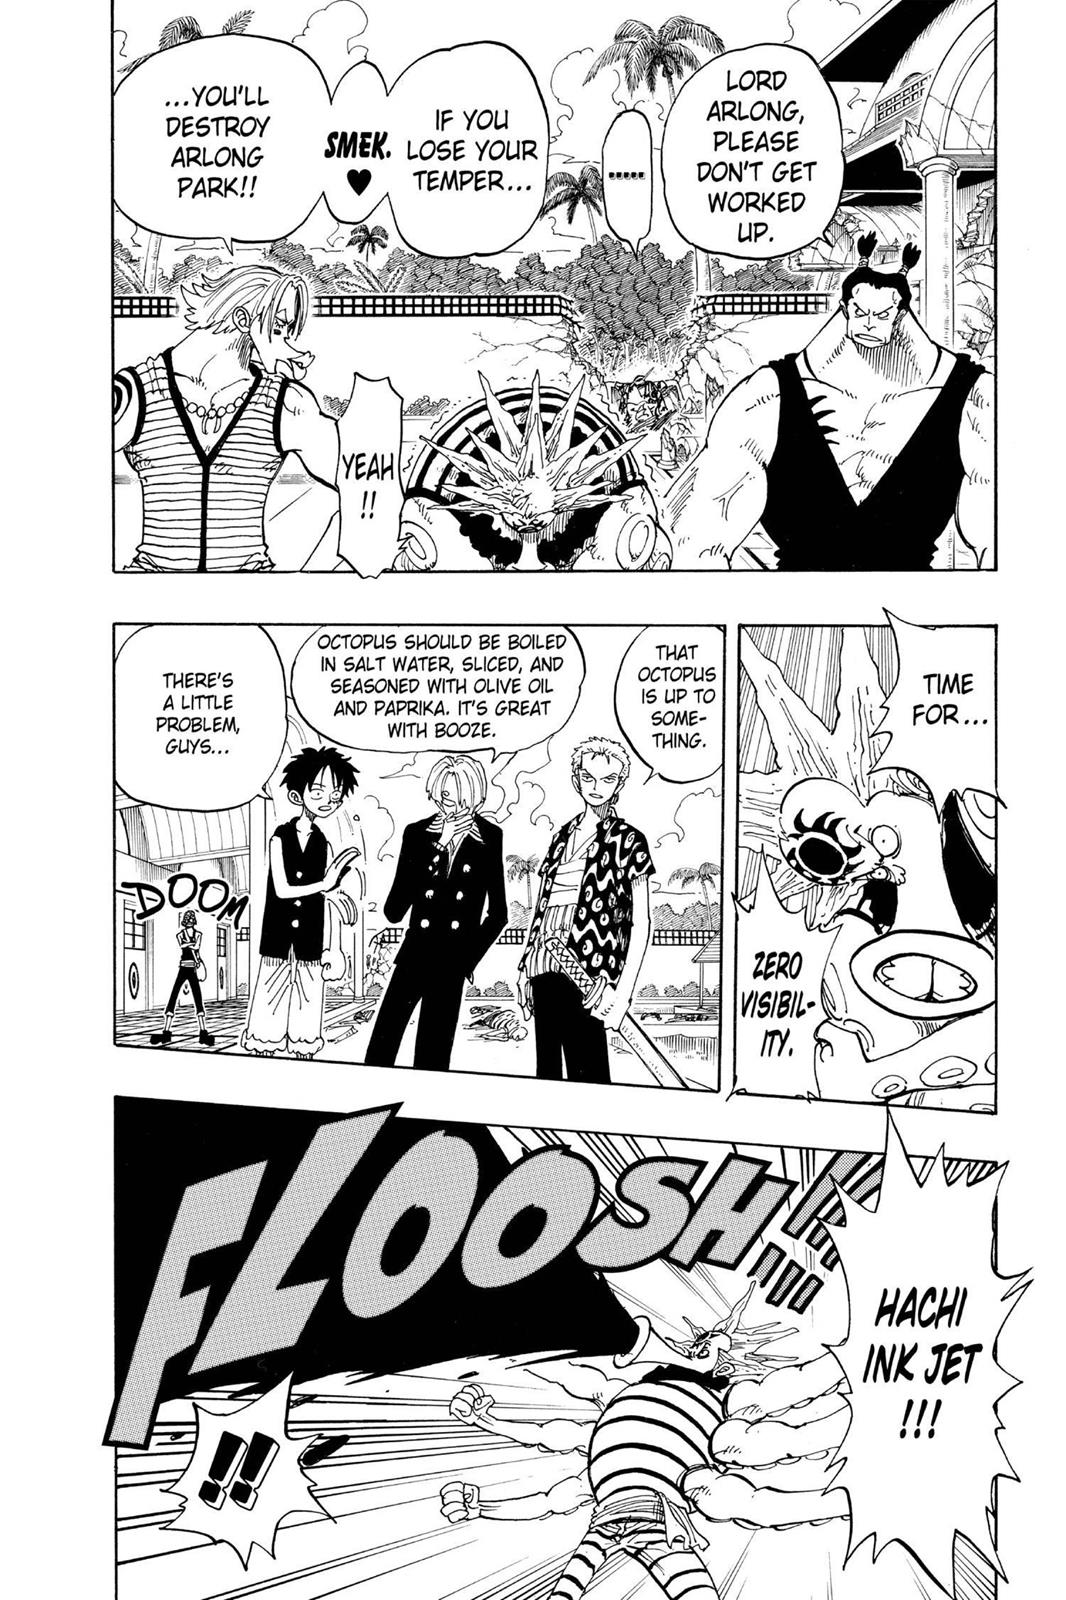 LORD
ARLONG,
PLEASE
DON'T GET
WORKED
UP.
.....
IF YOU
LOSE YOUR
TEMPER...
SMEK.
♥
...YOU'LL
DESTROY
ARLONG
PARK!!
YEAH
!!
TIME
FOR...
ZERO
VISIBIL-
ITY.
THAT
OCTOPUS
IS UP TO
SOME-
THING.
OCTOPUS SHOULD BE BOILED
IN SALT WATER, SLICED, AND
SEASONED WITH OLIVE OIL
AND PAPRIKA. IT'S GREAT
WITH BOOZE.
THERE'S
A LITTLE
PROBLEM,
GUYS...
DOOM
HACHI
INK JET
!!!
FLOOSH!!
!!